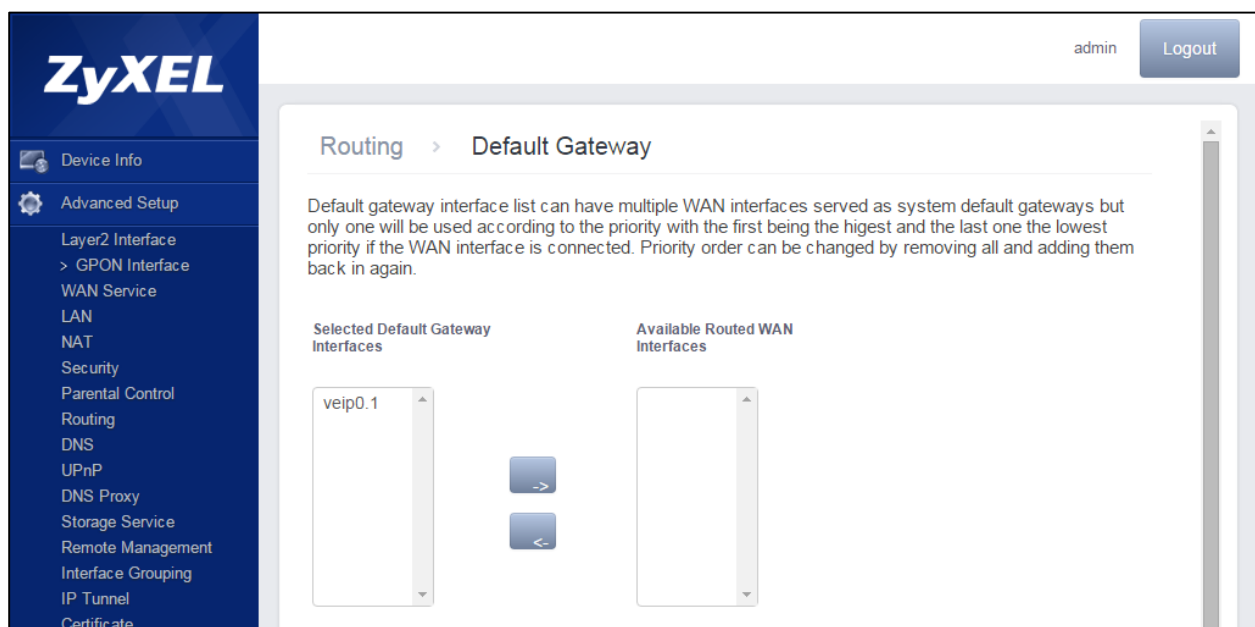 ZyXEL
admin
Logout
Device Info
Advanced Setup
Layer2 Interface
> GPON Interface
WAN Service
LAN
NAT
Security
Parental Control
Routing
DNS
UPnP
DNS Proxy
Storage Service
Remote Management
Interface Grouping
IP Tunnel
Certificate
Routing > Default Gateway
Default gateway interface list can have multiple WAN interfaces served as system default gateways but
only one will be used according to the priority with the first being the higest and the last one the lowest
priority if the WAN interface is connected. Priority order can be changed by removing all and adding them
back in again.
Selected Default Gateway
Interfaces
Available Routed WAN
Interfaces
veip0.1
->
<-